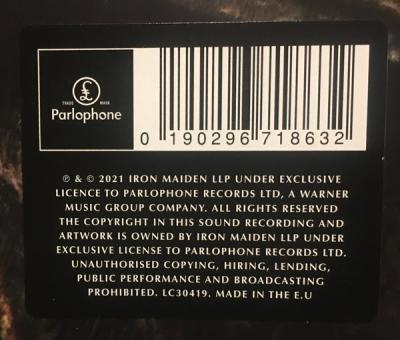 £
TRADE MARK
Parlophone
0 190296 718632
℗ & © 2021 IRON MAIDEN LLP UNDER EXCLUSIVE
LICENCE TO PARLOPHONE RECORDS LTD, A WARNER
MUSIC GROUP COMPANY. ALL RIGHTS RESERVED
THE COPYRIGHT IN THIS SOUND RECORDING AND
ARTWORK IS OWNED BY IRON MAIDEN LLP UNDER
EXCLUSIVE LICENSE TO PARLOPHONE RECORDS LTD.
UNAUTHORISED COPYING, HIRING, LENDING,
PUBLIC PERFORMANCE AND BROADCASTING
PROHIBITED. LC30419. MADE IN THE E.U